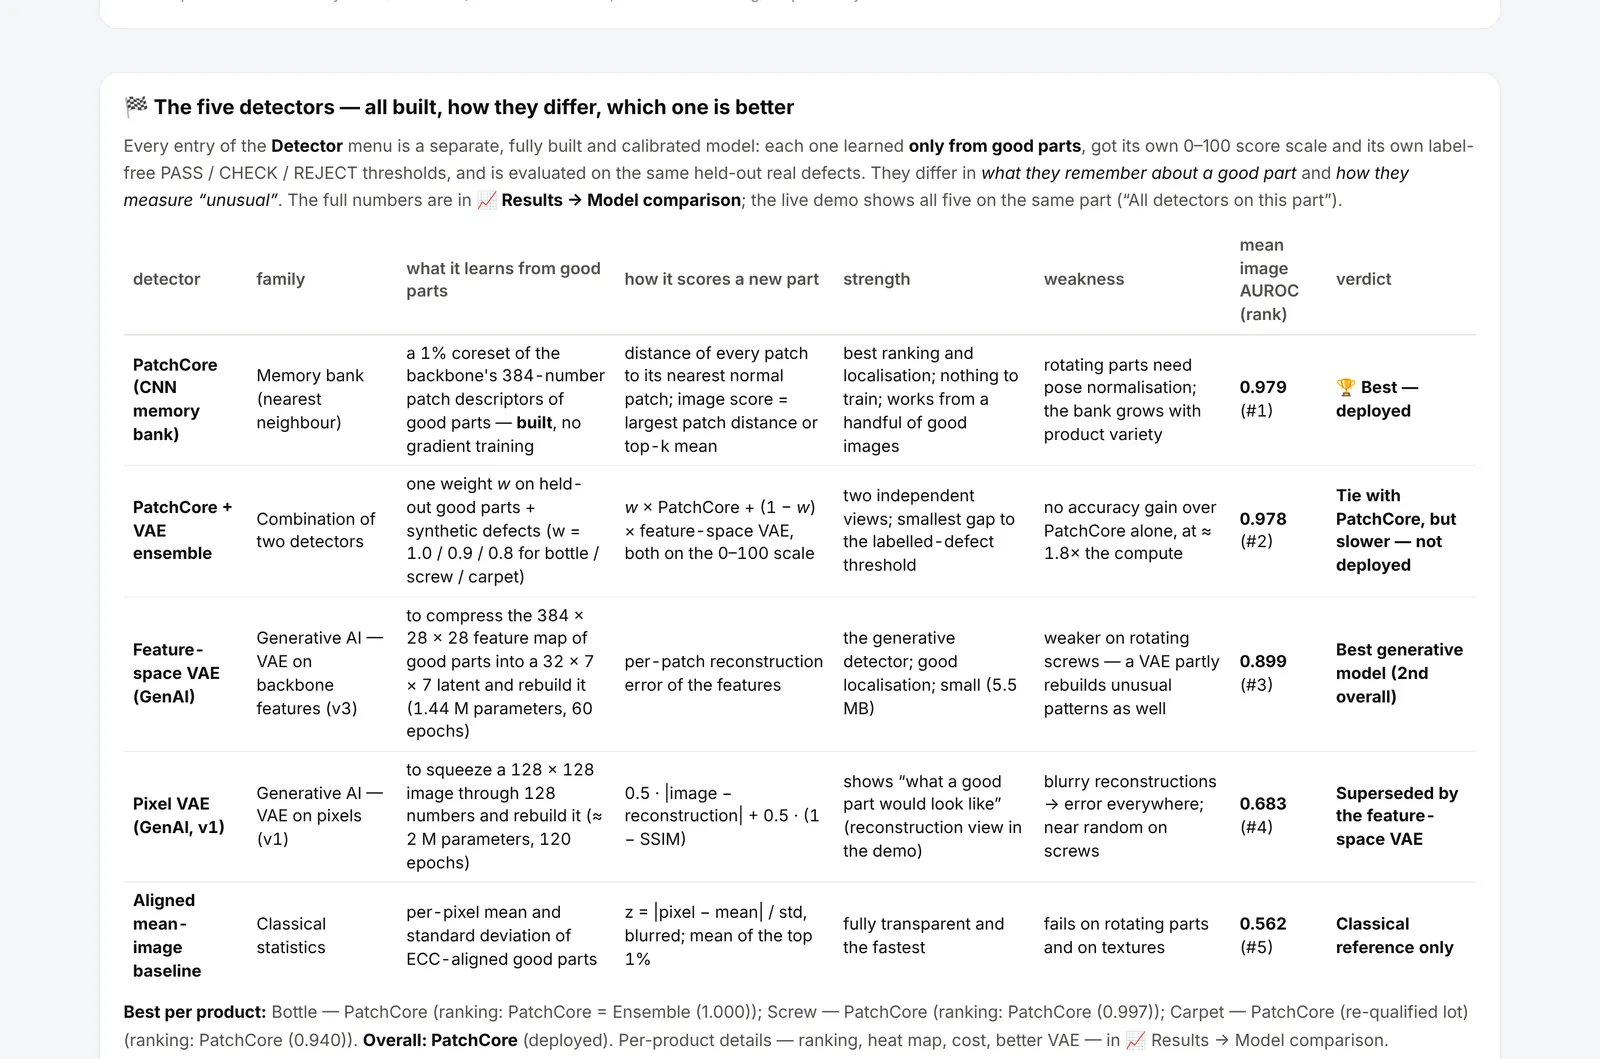 🏁 The five detectors — all built, how they differ, which one is better
Every entry of the Detector menu is a separate, fully built and calibrated model: each one learned only from good parts, got its own 0–100 score scale and its own label-
free PASS / CHECK / REJECT thresholds, and is evaluated on the same held-out real defects. They differ in what they remember about a good part and how they
measure “unusual”. The full numbers are in 📈 Results → Model comparison; the live demo shows all five on the same part (“All detectors on this part”).
detector
family
what it learns from good
parts
how it scores a new part
strength
weakness
mean
image
AUROC
(rank)
verdict
PatchCore
(CNN
memory
bank)
Memory bank
(nearest
neighbour)
a 1% coreset of the
backbone's 384-number
patch descriptors of
good parts — built, no
gradient training
distance of every patch
to its nearest normal
patch; image score =
largest patch distance or
top-k mean
best ranking and
localisation; nothing to
train; works from a
handful of good
images
rotating parts need
pose normalisation;
the bank grows with
product variety
0.979
(#1)
🏆 Best —
deployed
PatchCore +
VAE
ensemble
Combination of
two detectors
one weight w on held-
out good parts +
synthetic defects (w =
1.0 / 0.9 / 0.8 for bottle /
screw / carpet)
w × PatchCore + (1 − w)
× feature-space VAE,
both on the 0–100 scale
two independent
views; smallest gap to
the labelled-defect
threshold
no accuracy gain over
PatchCore alone, at ≈
1.8× the compute
0.978
(#2)
Tie with
PatchCore, but
slower — not
deployed
Feature-
space VAE
(GenAI)
Generative AI —
VAE on
backbone
features (v3)
to compress the 384 ×
28 × 28 feature map of
good parts into a 32 × 7
× 7 latent and rebuild it
(1.44 M parameters, 60
epochs)
per-patch reconstruction
error of the features
the generative
detector; good
localisation; small (5.5
MB)
weaker on rotating
screws — a VAE partly
rebuilds unusual
patterns as well
0.899
(#3)
Best generative
model (2nd
overall)
Pixel VAE
(GenAI, v1)
Generative AI —
VAE on pixels
(v1)
to squeeze a 128 × 128
image through 128
numbers and rebuild it (≈
2 M parameters, 120
epochs)
0.5 · |image −
reconstruction| + 0.5 · (1
− SSIM)
shows “what a good
part would look like”
(reconstruction view in
the demo)
blurry reconstructions
→ error everywhere;
near random on
screws
0.683
(#4)
Superseded by
the feature-
space VAE
Aligned
mean-
image
baseline
Classical
statistics
per-pixel mean and
standard deviation of
ECC-aligned good parts
z = |pixel − mean| / std,
blurred; mean of the top
1%
fully transparent and
the fastest
fails on rotating parts
and on textures
0.562
(#5)
Classical
reference only
Best per product: Bottle — PatchCore (ranking: PatchCore = Ensemble (1.000)); Screw — PatchCore (ranking: PatchCore (0.997)); Carpet — PatchCore (re-qualified lot)
(ranking: PatchCore (0.940)). Overall: PatchCore (deployed). Per-product details — ranking, heat map, cost, better VAE — in 📈 Results → Model comparison.